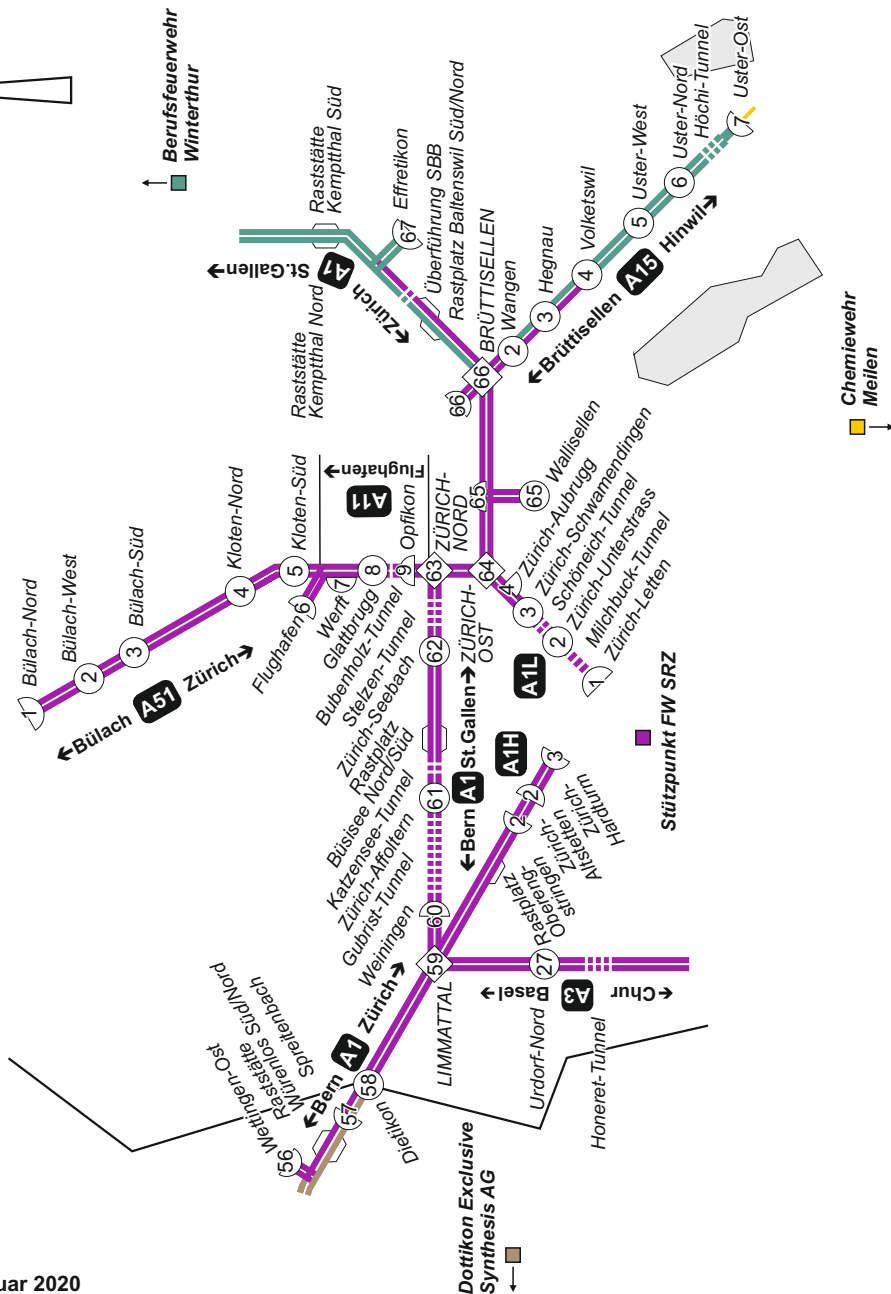 Berufsfeuerwehr
Winterthur
Raststätte
Kemptthal Süd
St.Gallen→
A1
←Zürich
Raststätte
Kemptthal Nord
67
Effretikon
Überführung SBB
Rastplatz Baltenswil Süd/Nord
66
66
BRÜTTISELLEN
2
Wangen
3
Hegnau
4
Volketswil
5
Uster-West
6
Uster-Nord
Höchi-Tunnel
7
Uster-Ost
←Brüttisellen
A15
Hinwil→
Chemiewehr
Meilen
1
Bülach-Nord
2
Bülach-West
3
Bülach-Süd
4
Kloten-Nord
5
Kloten-Süd
←Bülach
A51
Zürich→
6
Flughafen
7
Werft
8
Glattbrugg
9
Opfikon
Bubenholz-Tunnel
A11
Flughafen→
63
ZÜRICH-
NORD
Stelzen-Tunnel
62
Zürich-Seebach
Rastplatz
Büsisee Nord/Süd
Katzensee-Tunnel
61
Zürich-Affoltern
Gubrist-Tunnel
60
Weiningen
65
65
Wallisellen
64
ZÜRICH-
OST
4
Zürich-Aubrugg
3
Zürich-Schwamendingen
Schöneich-Tunnel
2
Zürich-Unterstrass
Milchbuck-Tunnel
1
Zürich-Letten
A1L
←Bern
A1
St.Gallen→
A1H
Rastplatz
Obereng-
stringen
2
Zürich-
Altstetten
2
3
Zürich-
Hardturm
Stützpunkt FW SRZ
59
LIMMATTAL
27
Urdorf-Nord
Honeret-Tunnel
←Chur
A3
Basel→
←Bern
A1
Zürich→
56
Wettingen-Ost
Raststätte
Würenlos Süd/Nord
57
Spreitenbach
58
Dietikon
Dottikon Exclusive
Synthesis AG
uar 2020